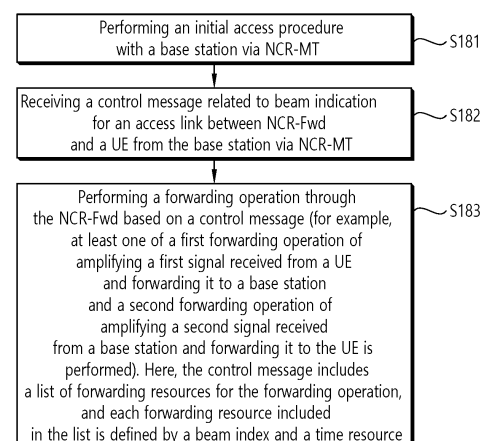 Performing an initial access procedure
with a base station via NCR-MT
S181
Receiving a control message related to beam indication
for an access link between NCR-Fwd
and a UE from the base station via NCR-MT
S182
Performing a forwarding operation through
the NCR-Fwd based on a control message (for example,
at least one of a first forwarding operation of
amplifying a first signal received from a UE
and forwarding it to a base station
and a second forwarding operation of
amplifying a second signal received
from a base station and forwarding it to the UE is
performed). Here, the control message includes
a list of forwarding resources for the forwarding operation,
and each forwarding resource included
in the list is defined by a beam index and a time resource
S183